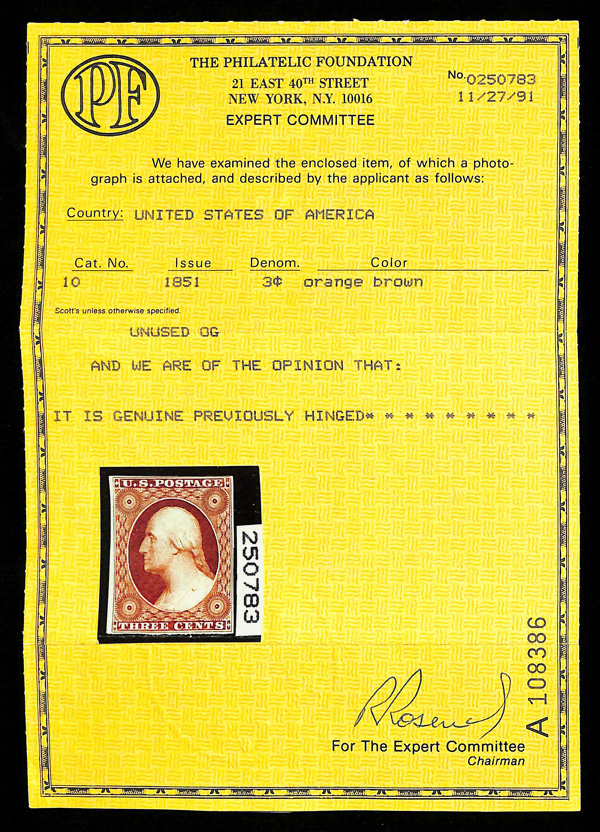 PF
THE PHILATELIC FOUNDATION
21 EAST 40TH STREET
NEW YORK, N.Y. 10016
EXPERT COMMITTEE
No. 0250783
11/27/91
We have examined the enclosed item, of which a photo-
graph is attached, and described by the applicant as follows:
Country: UNITED STATES OF AMERICA
Cat. No. Issue Denom. Color
10 1851 3¢ orange brown
Scott's unless otherwise specified.
UNUSED OG
AND WE ARE OF THE OPINION THAT:
IT IS GENUINE PREVIOUSLY HINGED* * * * * * * * *
U.S. POSTAGE
THREE CENTS
250783
A 108386
For The Expert Committee
Chairman